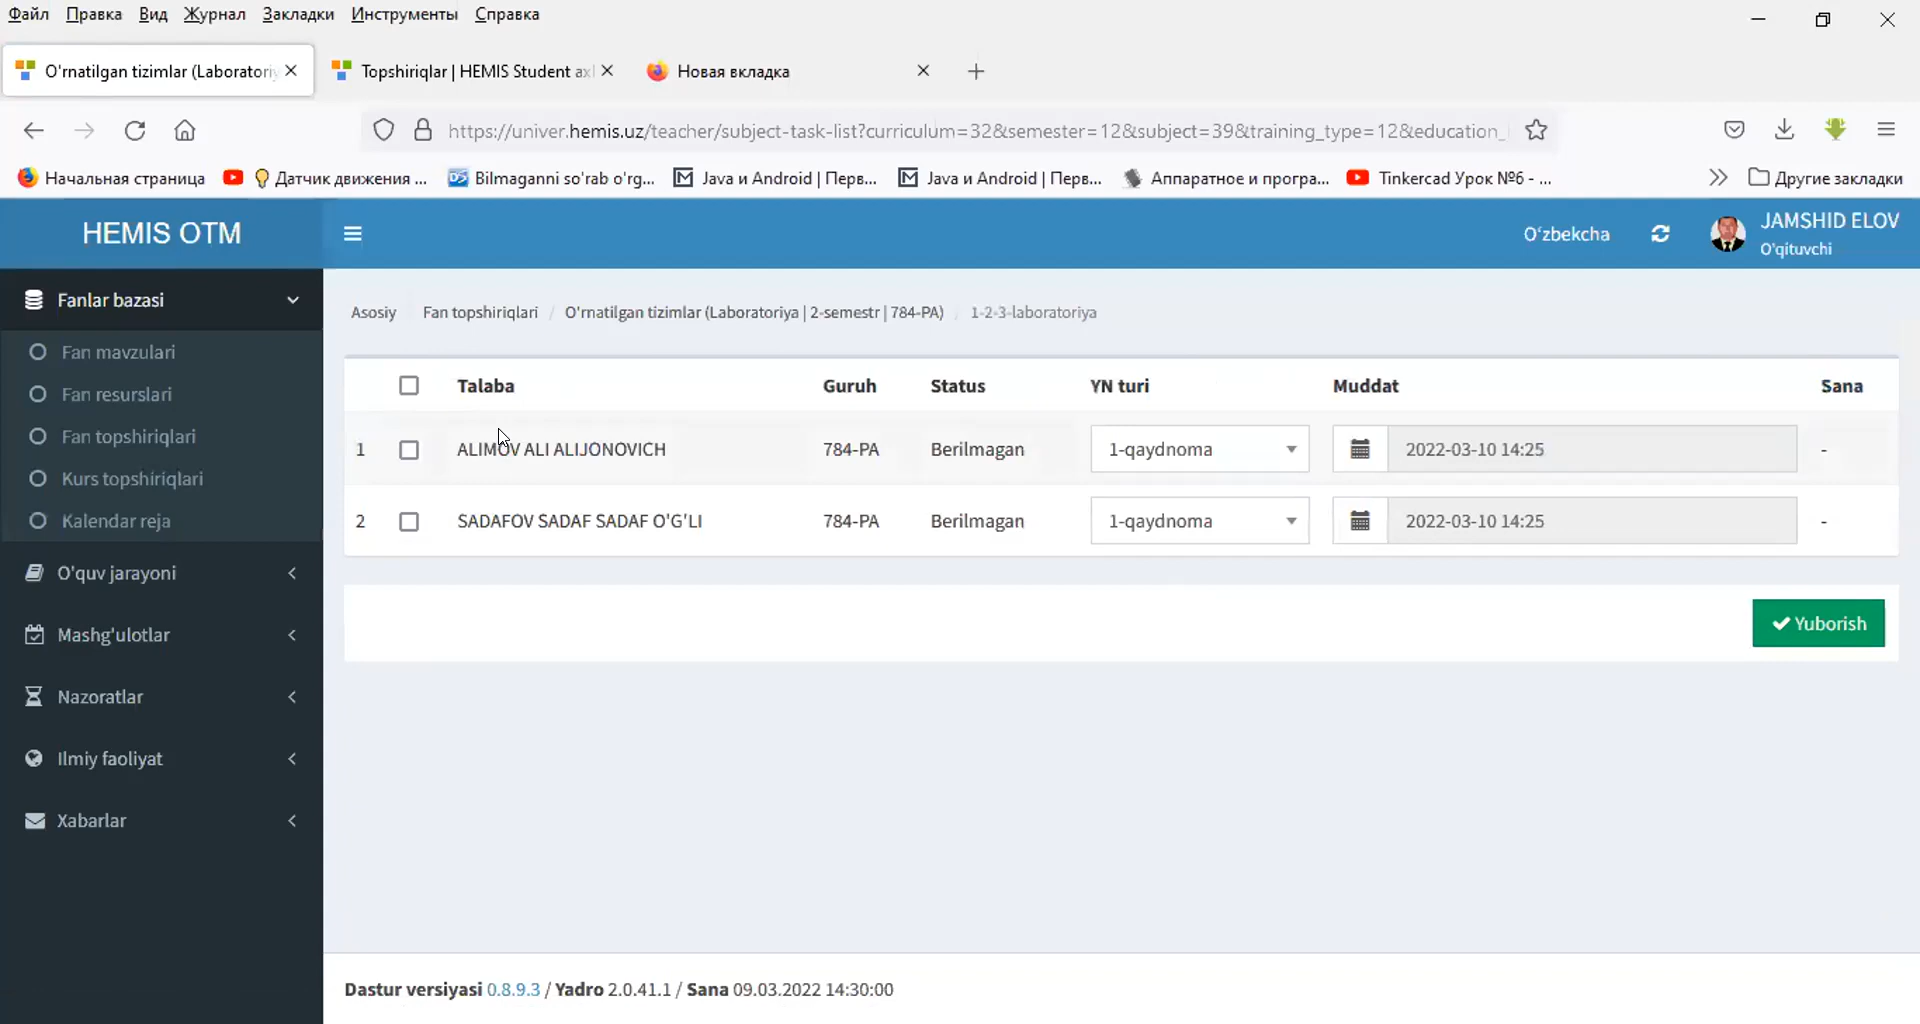 Файл Правка Вид Журнал Закладки Инструменты Справка
O'rnatilgan tizimlar (Laboratoriy Topshiriqlar | HEMIS Student ax Новая вкладка
https://univer.hemis.uz/teacher/subject-task-list?curriculum=32&semester=12&subject=39&training_type=12&education_
Начальная страница Датчик движения ... Bilmaganni so'rab o'rg... Java и Android | Перв... Java и Android | Перв... Аппаратное и програ... Tinkercad Урок №6 - ... Другие закладки
HEMIS OTM O‘zbekcha JAMSHID ELOV
O'qituvchi
Fanlar bazasi
Fan mavzulari
Fan resurslari
Fan topshiriqlari
Kurs topshiriqlari
Kalendar reja
O'quv jarayoni
Mashg'ulotlar
Nazoratlar
Ilmiy faoliyat
Xabarlar
Asosiy Fan topshiriqlari / O'rnatilgan tizimlar (Laboratoriya | 2-semestr | 784-PA) / 1-2-3-laboratoriya
Talaba Guruh Status YN turi Muddat Sana
1 ALIMOV ALI ALIJONOVICH 784-PA Berilmagan 1-qaydnoma 2022-03-10 14:25 -
2 SADAFOV SADAF SADAF O'G'LI 784-PA Berilmagan 1-qaydnoma 2022-03-10 14:25 -
Yuborish
Dastur versiyasi 0.8.9.3 / Yadro 2.0.41.1 / Sana 09.03.2022 14:30:00